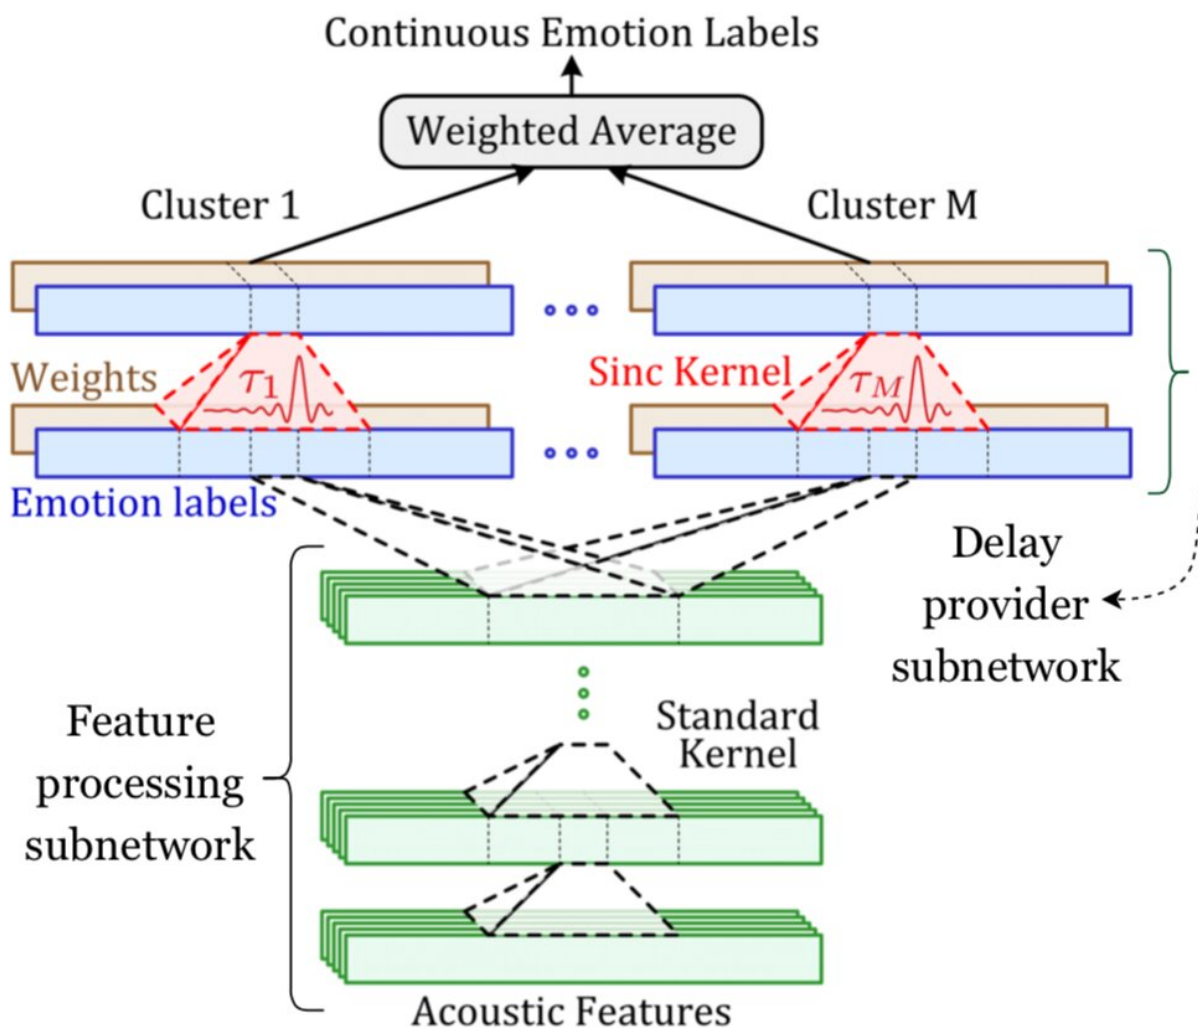 Continuous Emotion Labels
Weighted Average
Cluster 1
Cluster M
Weights
τ1
Sinc Kernel
τM
Emotion labels
Delay
provider
subnetwork
Feature
processing
subnetwork
Standard
Kernel
Acoustic Features